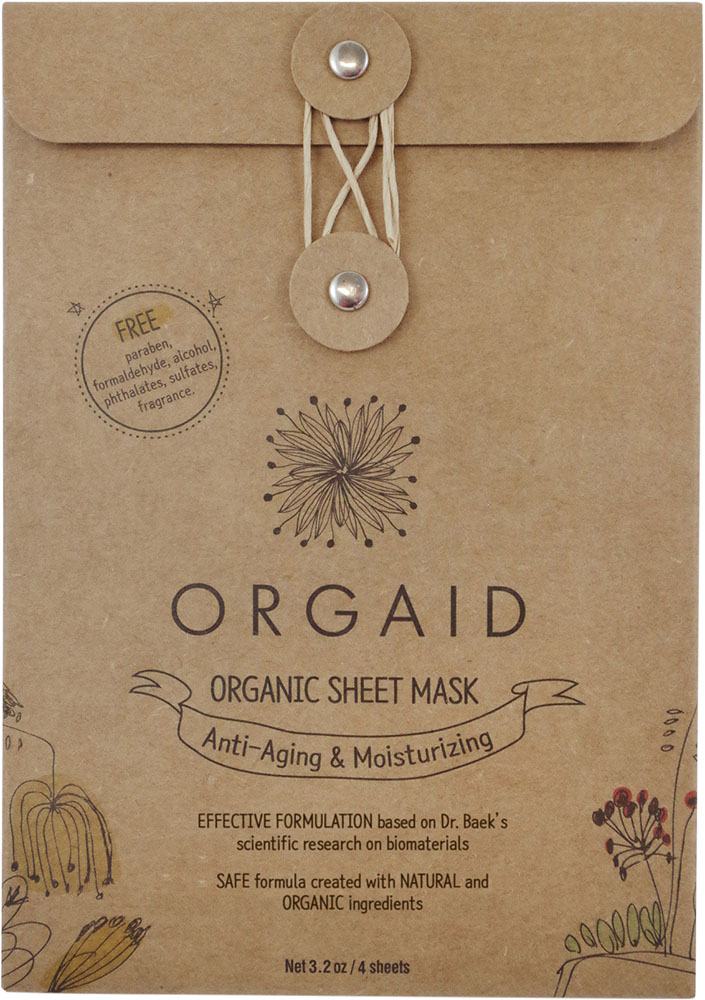 FREE
paraben,
formaldehyde, alcohol,
phthalates, sulfates,
fragrance.
ORGAID
ORGANIC SHEET MASK
Anti-Aging & Moisturizing
EFFECTIVE FORMULATION based on Dr. Baek's
scientific research on biomaterials
SAFE formula created with NATURAL and
ORGANIC ingredients
Net 3.2 oz / 4 sheets